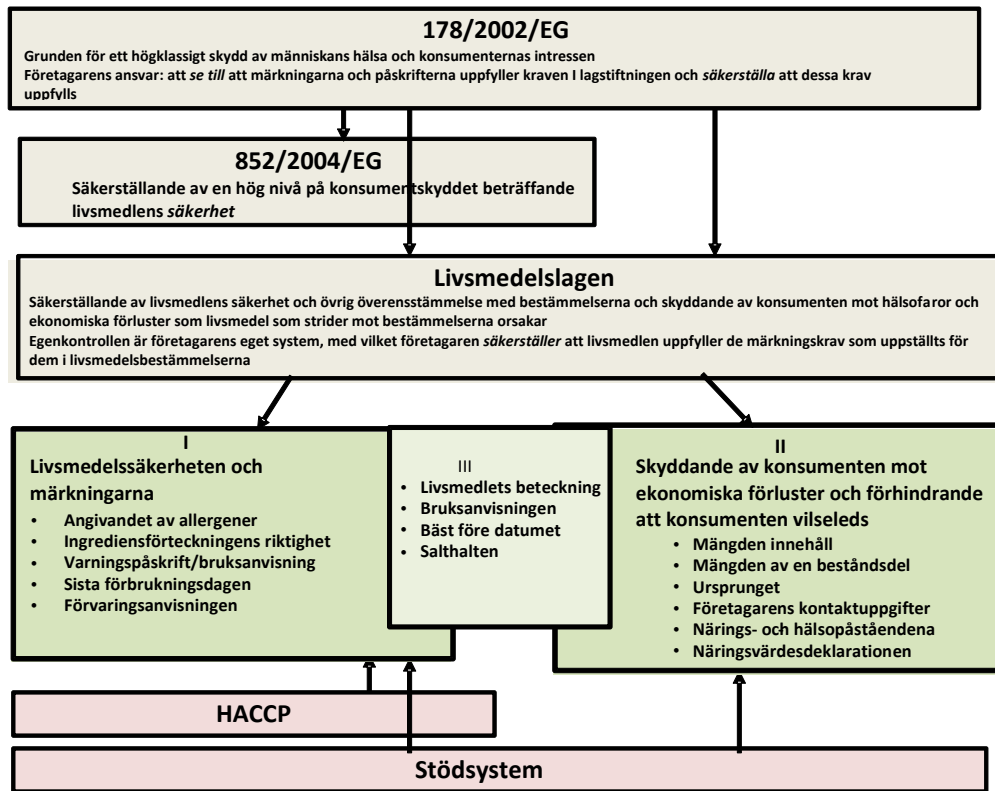 178/2002/EG
Grunden för ett högklassigt skydd av människans hälsa och konsumenternas intressen
Företagarens ansvar: att se till att märkningarna och påskrifterna uppfyller kraven I lagstiftningen och säkerställa att dessa krav
uppfylls
852/2004/EG
Säkerställande av en hög nivå på konsumentskyddet beträffande
livsmedlens säkerhet
Livsmedelslagen
Säkerställande av livsmedlens säkerhet och övrig överensstämmelse med bestämmelserna och skyddande av konsumenten mot hälsofaror och
ekonomiska förluster som livsmedel som strider mot bestämmelserna orsakar
Egenkontrollen är företagarens eget system, med vilket företagaren säkerställer att livsmedlen uppfyller de märkningskrav som uppställts för
dem i livsmedelsbestämmelserna
I
Livsmedelssäkerheten och
märkningarna
• Angivandet av allergener
• Ingrediensförteckningens riktighet
• Varningspåskrift/bruksanvisning
• Sista förbrukningsdagen
• Förvaringsanvisningen
III
• Livsmedlets beteckning
• Bruksanvisningen
• Bäst före datumet
• Salthalten
II
Skyddande av konsumenten mot
ekonomiska förluster och förhindrande
att konsumenten vilseleds
• Mängden innehåll
• Mängden av en beståndsdel
• Ursprunget
• Företagarens kontaktuppgifter
• Närings- och hälsopåståendena
• Näringsvärdesdeklarationen
HACCP
Stödsystem